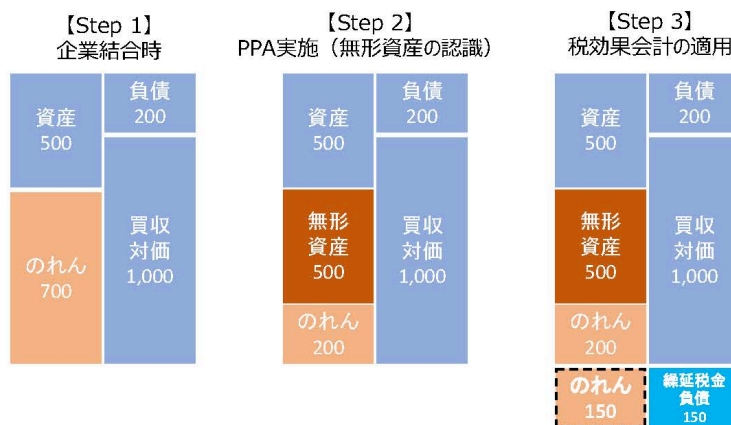 【Step 1】
企業結合時
資産
500
負債
200
のれん
700
買収
対価
1,000
【Step 2】
PPA実施（無形資産の認識）
資産
500
負債
200
無形
資産
500
のれん
200
買収
対価
1,000
【Step 3】
税効果会計の適用
資産
500
負債
200
無形
資産
500
のれん
200
買収
対価
1,000
のれん
150
繰延税金
負債
150